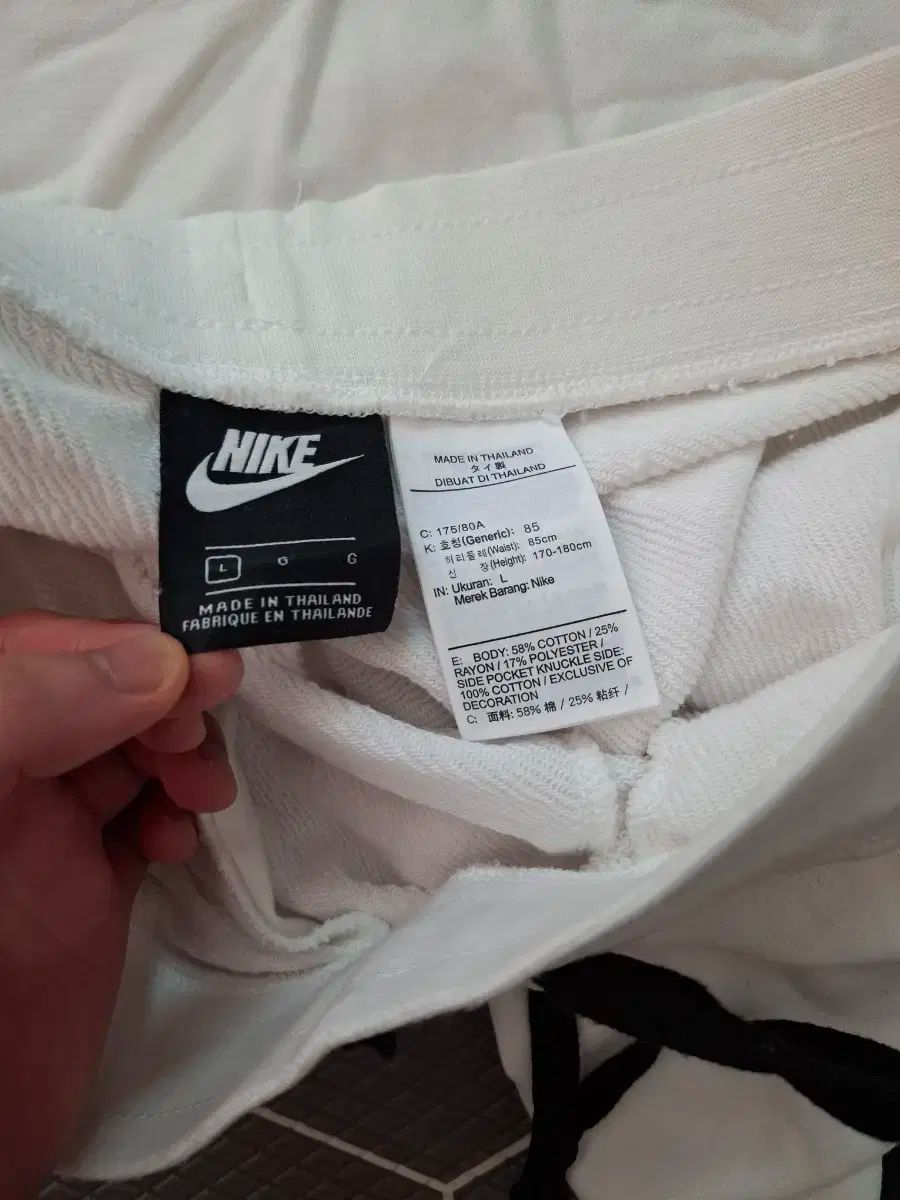 NIKE
L G G
MADE IN THAILAND
FABRIQUE EN THAILANDE
MADE IN THAILAND
タイ製
DIBUAT DI THAILAND
C: 175/80A
K: 호칭(Generic): 85
허리둘레(Waist): 85cm
신 장(Height): 170-180cm
IN: Ukuran: L
Merek Barang: Nike
E: BODY: 58% COTTON / 25%
RAYON / 17% POLYESTER /
SIDE POCKET KNUCKLE SIDE:
100% COTTON / EXCLUSIVE OF
DECORATION
C: 面料: 58% 棉 / 25% 粘纤 /